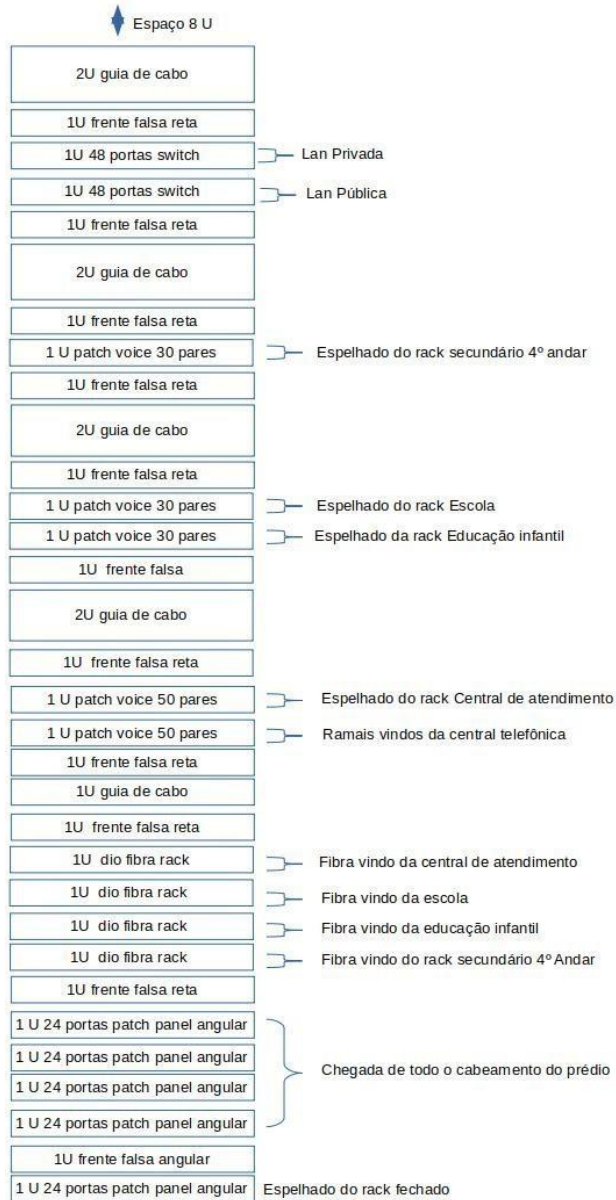 Espaço 8 U
2U guia de cabo
1U frente falsa reta
1U 48 portas switch Lan Privada
1U 48 portas switch Lan Pública
1U frente falsa reta
2U guia de cabo
1U frente falsa reta
1 U patch voice 30 pares Espelhado do rack secundário 4º andar
1U frente falsa reta
2U guia de cabo
1U frente falsa reta
1 U patch voice 30 pares Espelhado do rack Escola
1 U patch voice 30 pares Espelhado da rack Educação infantil
1U frente falsa
2U guia de cabo
1U frente falsa reta
1 U patch voice 50 pares Espelhado do rack Central de atendimento
1 U patch voice 50 pares Ramais vindos da central telefônica
1U frente falsa reta
1U guia de cabo
1U frente falsa reta
1U dio fibra rack Fibra vindo da central de atendimento
1U dio fibra rack Fibra vindo da escola
1U dio fibra rack Fibra vindo da educação infantil
1U dio fibra rack Fibra vindo do rack secundário 4º Andar
1U frente falsa reta
1 U 24 portas patch panel angular
1 U 24 portas patch panel angular
Chegada de todo o cabeamento do prédio
1 U 24 portas patch panel angular
1 U 24 portas patch panel angular
1U frente falsa angular
1 U 24 portas patch panel angular Espelhado do rack fechado